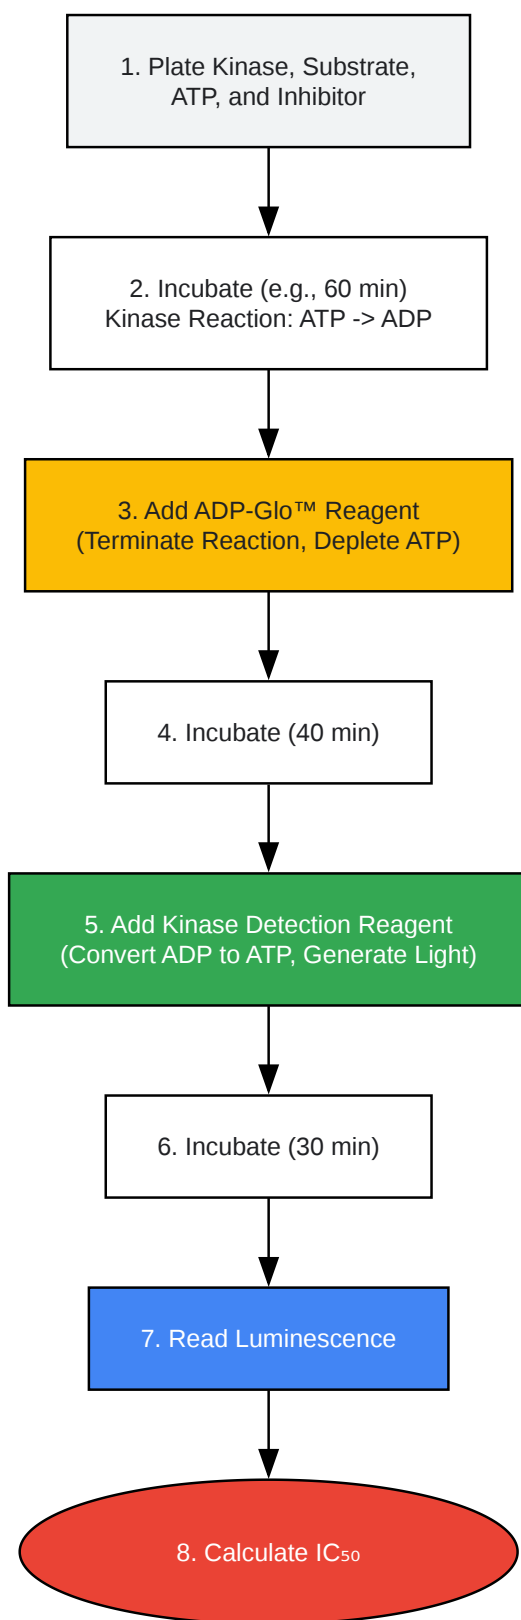 1. Plate Kinase, Substrate,
ATP, and Inhibitor
2. Incubate (e.g., 60 min)
Kinase Reaction: ATP -> ADP
3. Add ADP-Glo™ Reagent
(Terminate Reaction, Deplete ATP)
4. Incubate (40 min)
5. Add Kinase Detection Reagent
(Convert ADP to ATP, Generate Light)
6. Incubate (30 min)
7. Read Luminescence
8. Calculate IC₅₀